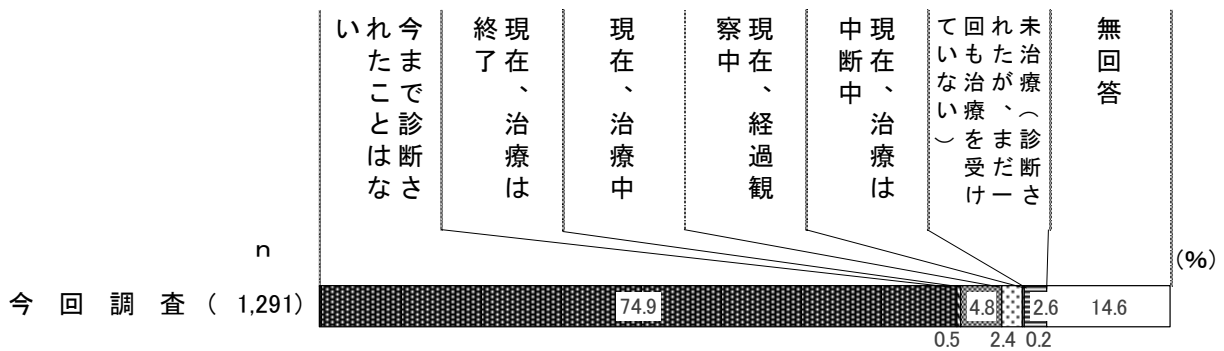 今まで診断さ
れたことはな
い
現在、治療は
終了
現在、治療中
現在、経過観
察中
現在、治療は
中断中
未治療（診断さ
れたが、まだ一
回も治療を受け
ていない）
無回答
n
(%)
今 回 調 査 ( 1,291)
74.9
4.8
2.6
14.6
0.5
2.4
0.2